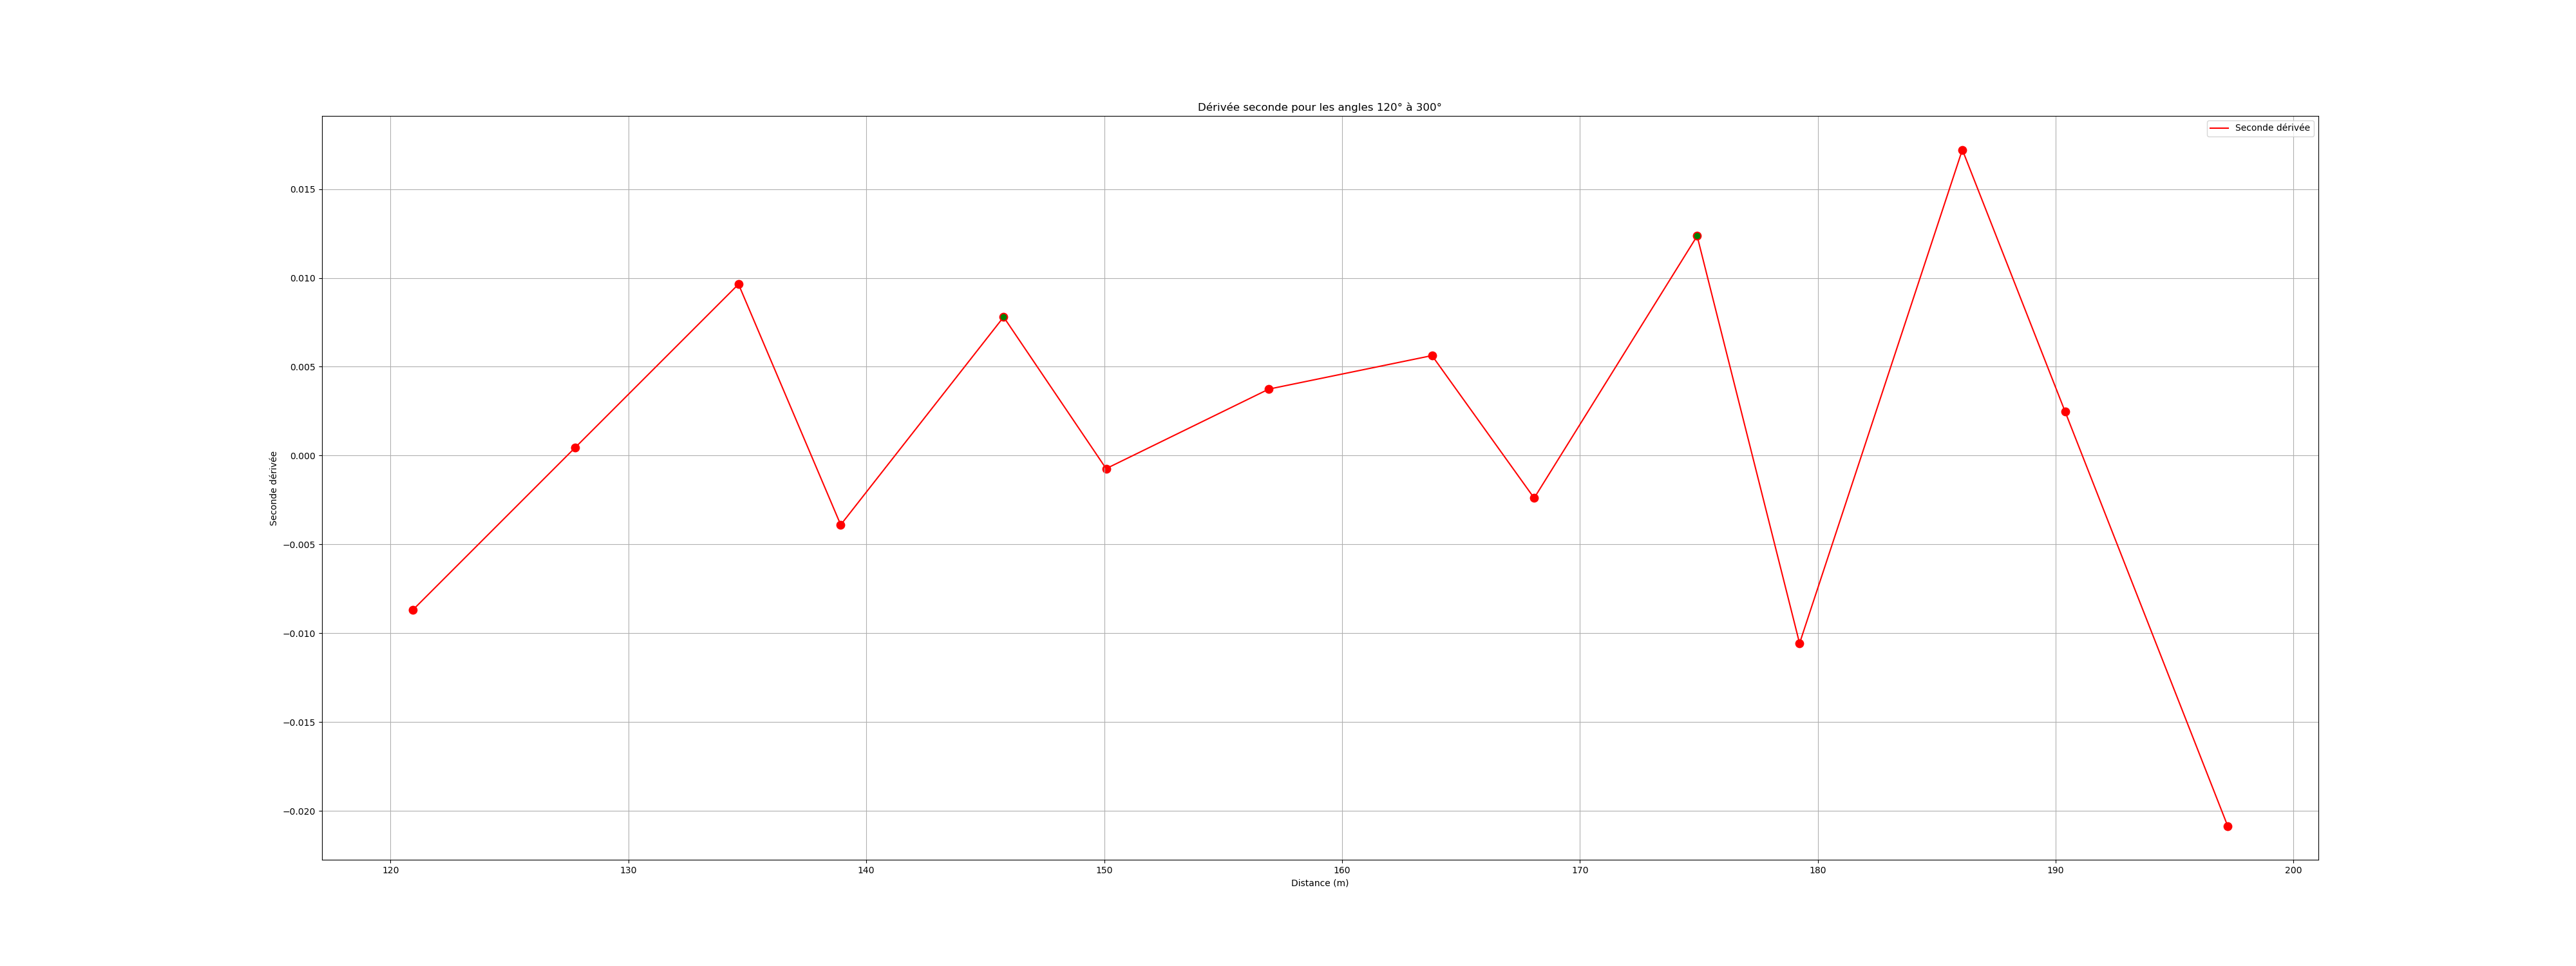 Dérivée seconde pour les angles 120° à 300°
Seconde dérivée
0.015
0.010
0.005
0.000
−0.005
−0.010
−0.015
−0.020
Seconde dérivée
120 130 140 150 160 170 180 190 200
Distance (m)